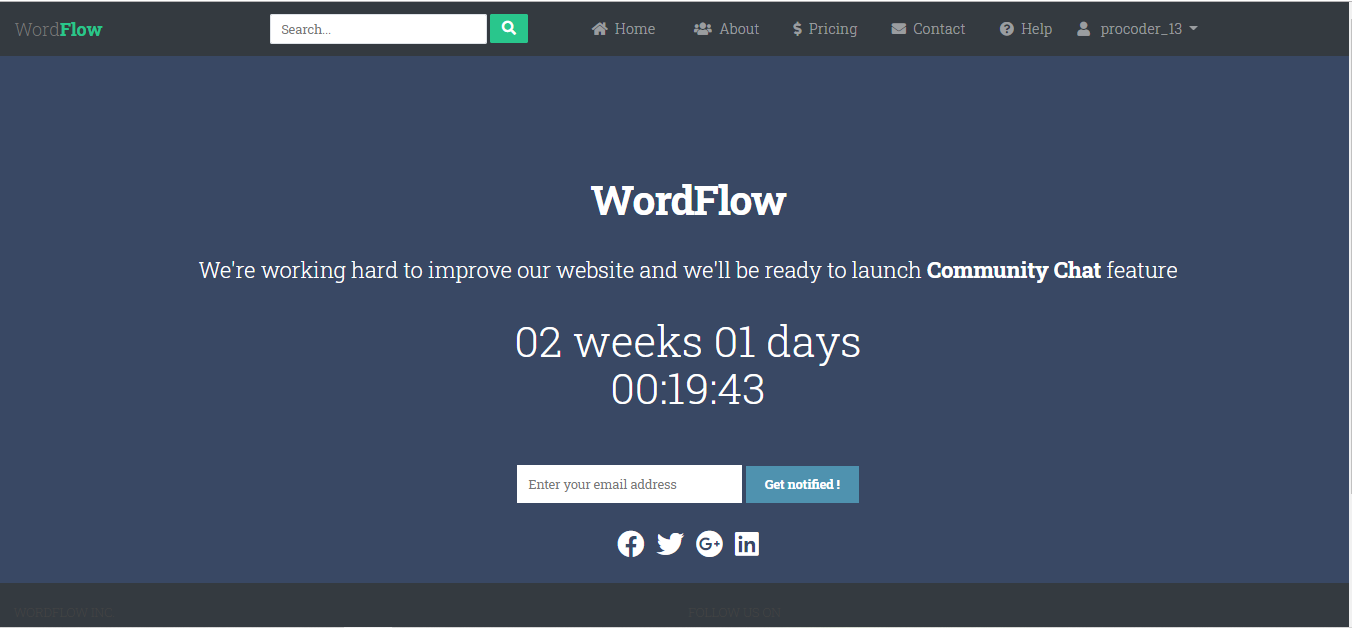 WordFlow Search... Home About Pricing Contact Help procoder_13
WordFlow
We're working hard to improve our website and we'll be ready to launch Community Chat feature
02 weeks 01 days
00:19:43
Enter your email address Get notified !
WORDFLOW INC FOLLOW US ON